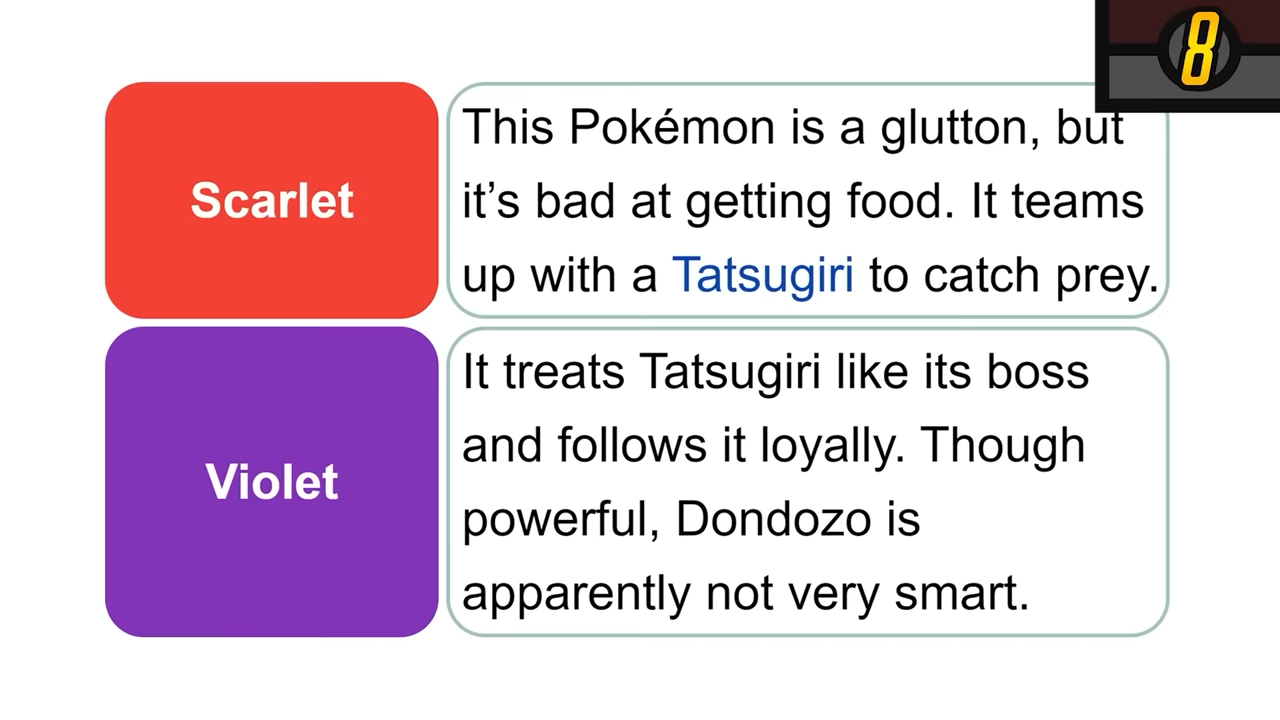 8
Scarlet
This Pokémon is a glutton, but
it’s bad at getting food. It teams
up with a Tatsugiri to catch prey.
Violet
It treats Tatsugiri like its boss
and follows it loyally. Though
powerful, Dondozo is
apparently not very smart.